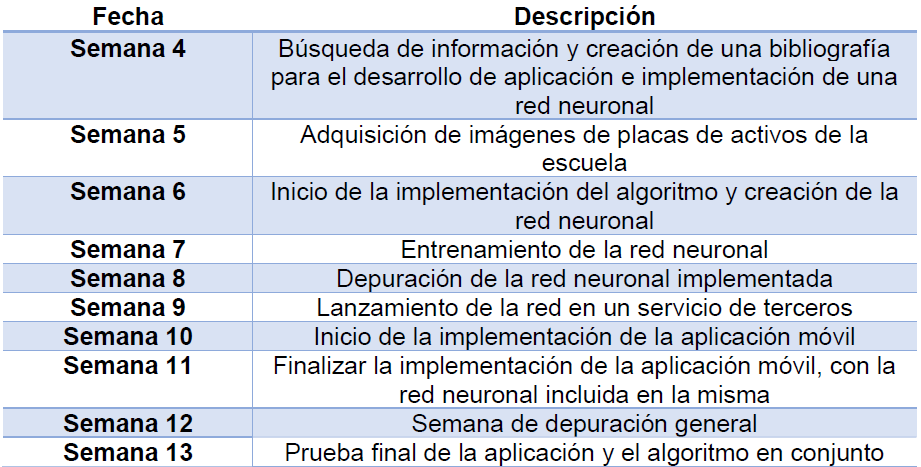 Fecha Descripción
Semana 4 Búsqueda de información y creación de una bibliografía
para el desarrollo de aplicación e implementación de una
red neuronal
Semana 5 Adquisición de imágenes de placas de activos de la
escuela
Semana 6 Inicio de la implementación del algoritmo y creación de la
red neuronal
Semana 7 Entrenamiento de la red neuronal
Semana 8 Depuración de la red neuronal implementada
Semana 9 Lanzamiento de la red en un servicio de terceros
Semana 10 Inicio de la implementación de la aplicación móvil
Semana 11 Finalizar la implementación de la aplicación móvil, con la
red neuronal incluida en la misma
Semana 12 Semana de depuración general
Semana 13 Prueba final de la aplicación y el algoritmo en conjunto